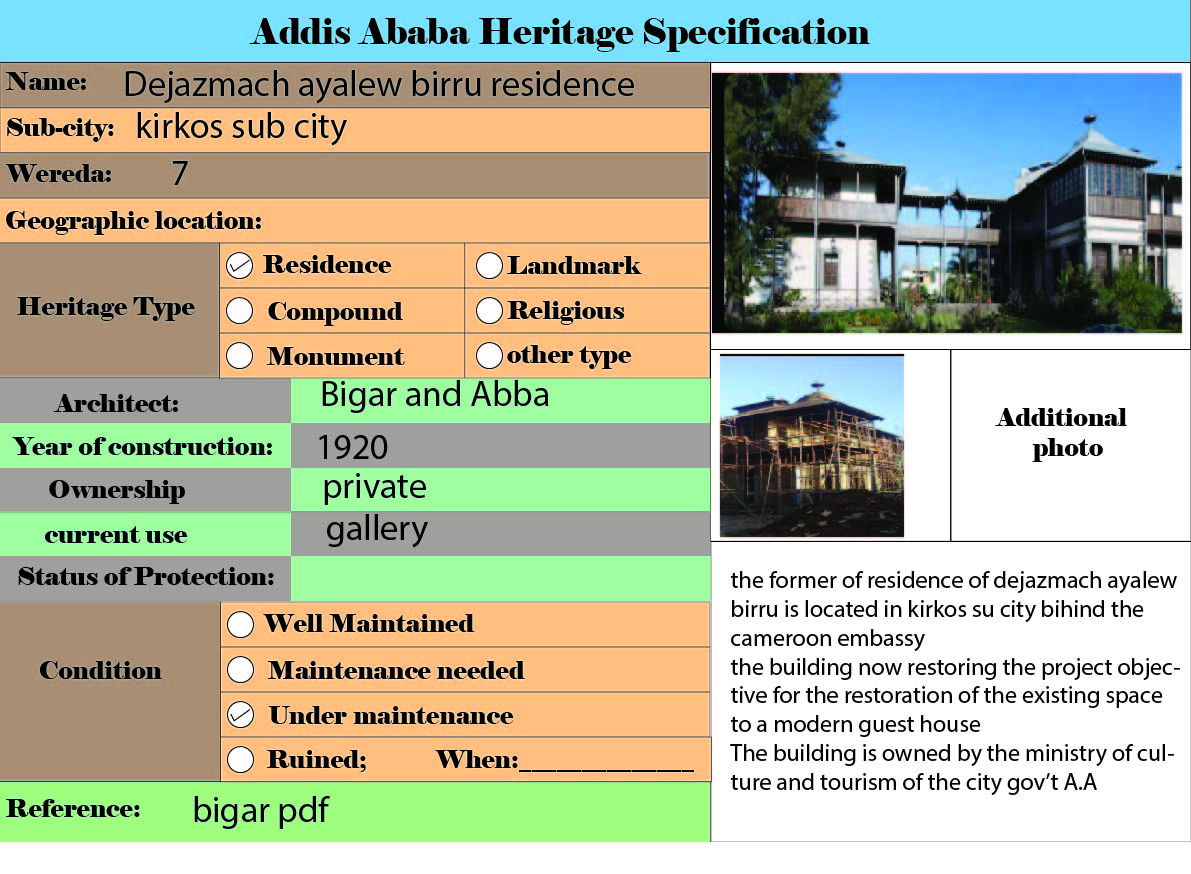 Addis Ababa Heritage Specification
Name: Dejazmach ayalew birru residence
Sub-city: kirkos sub city
Wereda: 7
Geographic location:
Heritage Type
Residence
Landmark
Compound
Religious
Monument
other type
Architect: Bigar and Abba
Year of construction: 1920
Ownership private
current use gallery
Status of Protection:
Condition
Well Maintained
Maintenance needed
Under maintenance
Ruined; When:______________
Reference: bigar pdf
Additional
photo
the former of residence of dejazmach ayalew
birru is located in kirkos su city bihind the
cameroon embassy
the building now restoring the project objec-
tive for the restoration of the existing space
to a modern guest house
The building is owned by the ministry of cul-
ture and tourism of the city gov't A.A